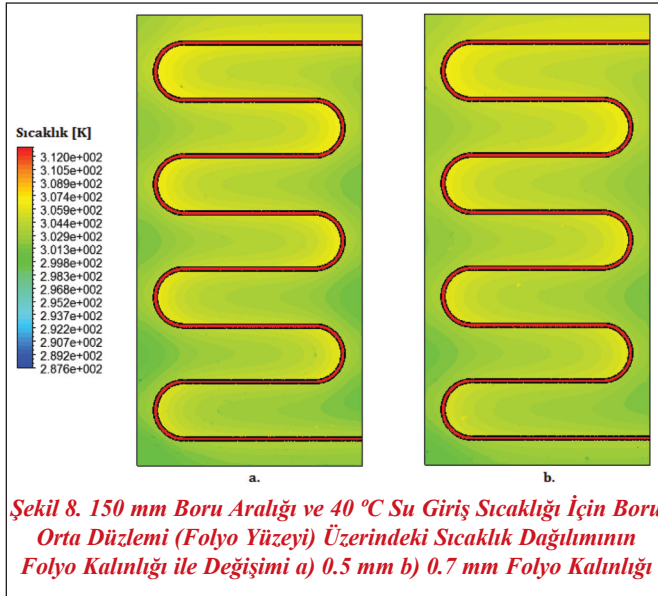 Sıcaklık [K]
3.120e+002
3.105e+002
3.089e+002
3.074e+002
3.059e+002
3.044e+002
3.029e+002
3.013e+002
2.998e+002
2.983e+002
2.968e+002
2.952e+002
2.937e+002
2.922e+002
2.907e+002
2.892e+002
2.876e+002
a.
b.
Şekil 8. 150 mm Boru Aralığı ve 40 ºC Su Giriş Sıcaklığı İçin Boru
Orta Düzlemi (Folyo Yüzeyi) Üzerindeki Sıcaklık Dağılımının
Folyo Kalınlığı ile Değişimi a) 0.5 mm b) 0.7 mm Folyo Kalınlığı